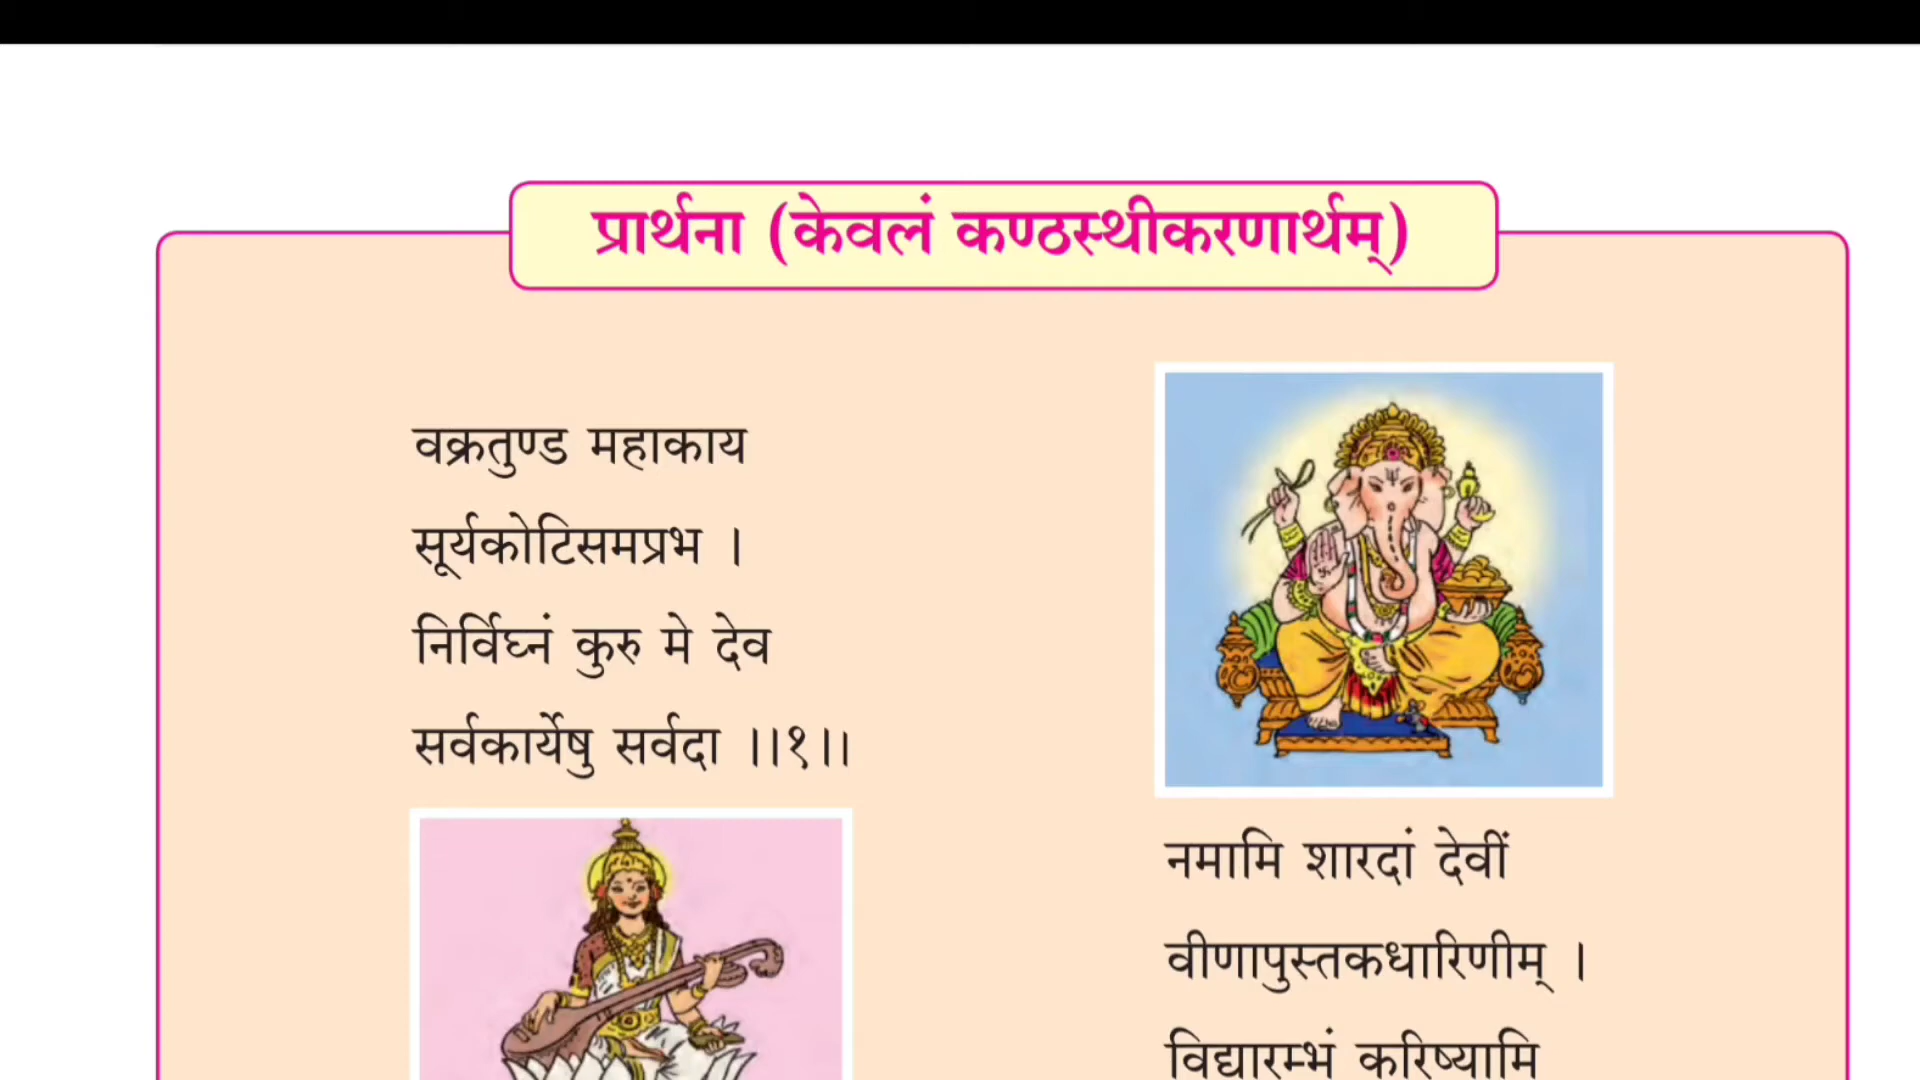 प्रार्थना (केवलं कण्ठस्थीकरणार्थम्)
वक्रतुण्ड महाकाय
सूर्यकोटिसमप्रभ ।
निर्विघ्नं कुरु मे देव
सर्वकार्येषु सर्वदा ।।१।।
नमामि शारदां देवीं
वीणापुस्तकधारिणीम् ।
विद्यारम्भं करिष्यामि